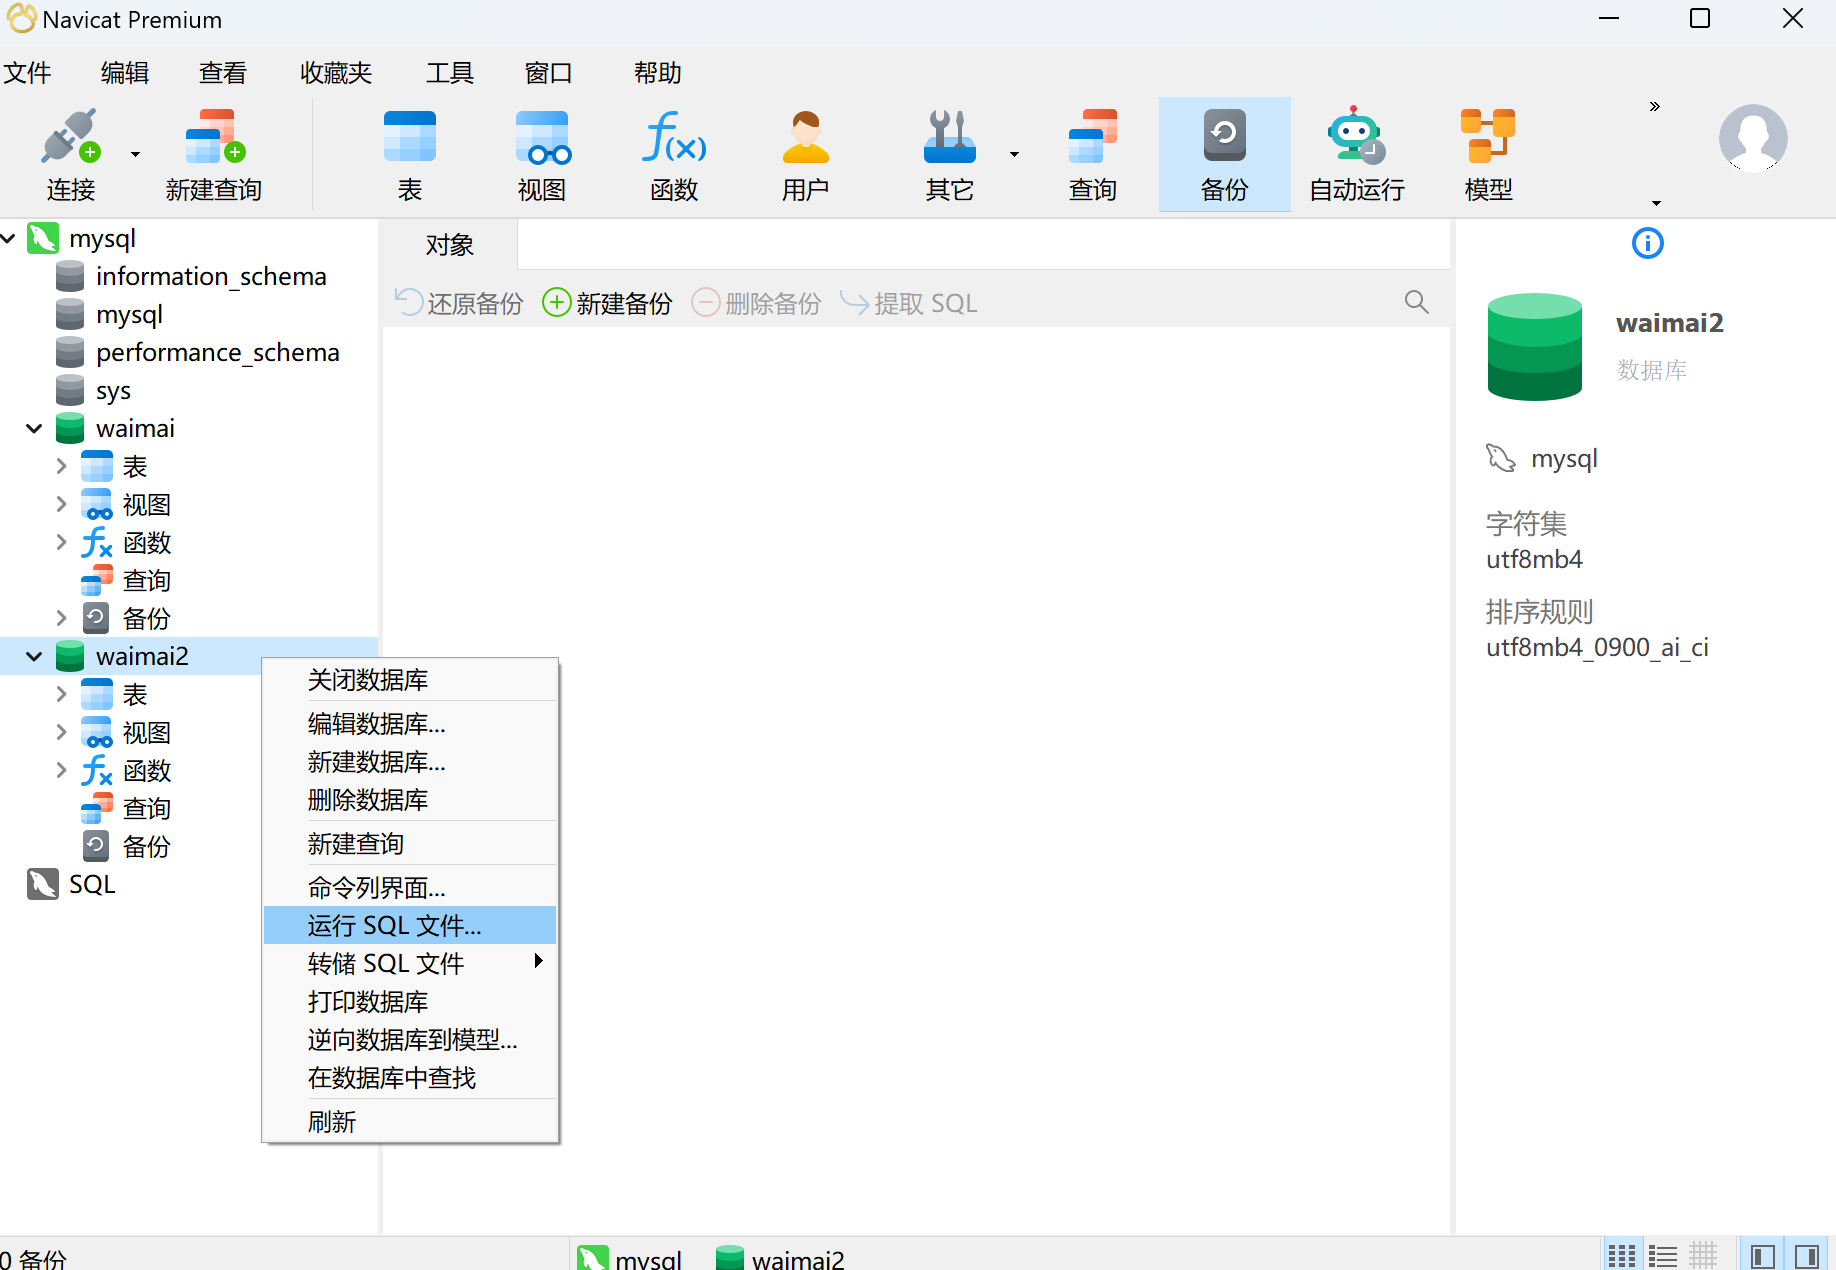 Navicat Premium
文件 编辑 查看 收藏夹 工具 窗口 帮助
连接 新建查询 表 视图 函数 用户 其它 查询 备份 自动运行 模型
mysql
information_schema
mysql
performance_schema
sys
waimai
表
视图
函数
查询
备份
waimai2
表
视图
函数
查询
备份
SQL
对象
还原备份 新建备份 删除备份 提取 SQL
关闭数据库
编辑数据库...
新建数据库...
删除数据库
新建查询
命令列界面...
运行 SQL 文件...
转储 SQL 文件
打印数据库
逆向数据库到模型...
在数据库中查找
刷新
waimai2
数据库
mysql
字符集
utf8mb4
排序规则
utf8mb4_0900_ai_ci
0 备份 mysql waimai2